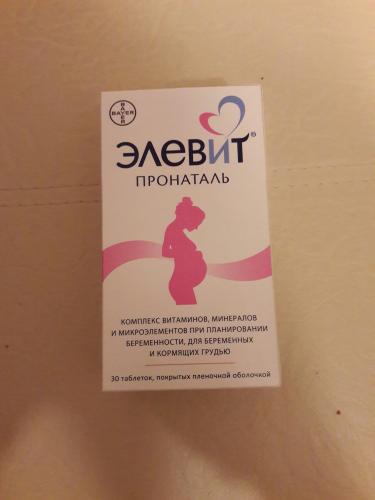 BAYER
BAYER
ЭЛЕВИТ®
ПРОНАТАЛЬ
КОМПЛЕКС ВИТАМИНОВ, МИНЕРАЛОВ
И МИКРОЭЛЕМЕНТОВ ПРИ ПЛАНИРОВАНИИ
БЕРЕМЕННОСТИ, ДЛЯ БЕРЕМЕННЫХ
И КОРМЯЩИХ ГРУДЬЮ
30 таблеток, покрытых пленочной оболочкой